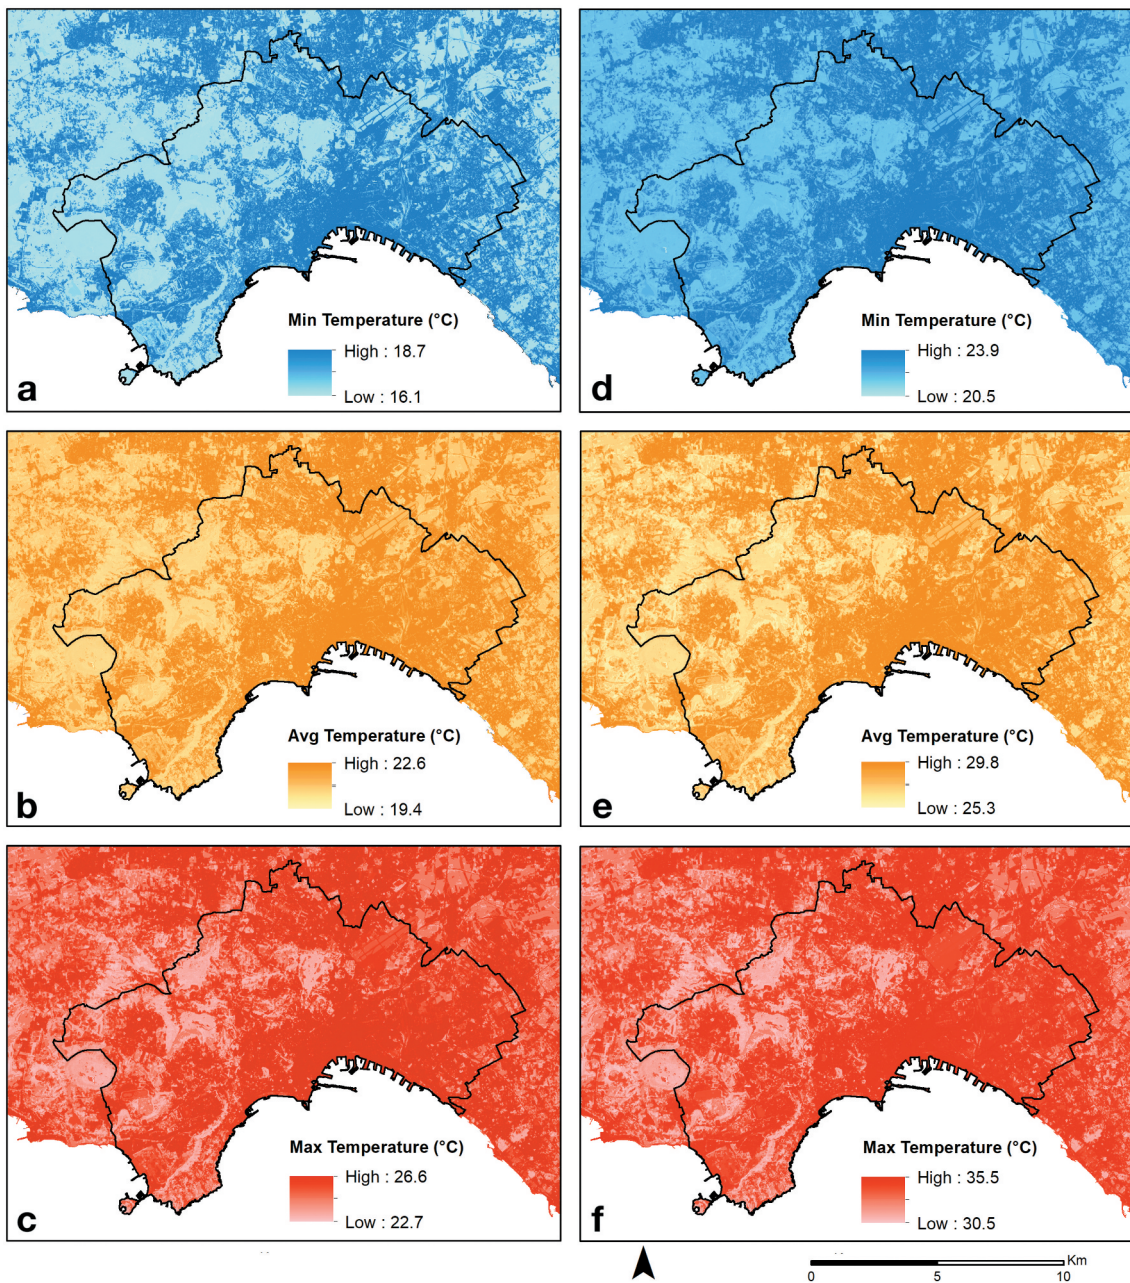 Min Temperature (°C)
High : 18.7
Low : 16.1
a
Min Temperature (°C)
High : 23.9
Low : 20.5
d
Avg Temperature (°C)
High : 22.6
Low : 19.4
b
Avg Temperature (°C)
High : 29.8
Low : 25.3
e
Max Temperature (°C)
High : 26.6
Low : 22.7
c
Max Temperature (°C)
High : 35.5
Low : 30.5
f
Km
0 5 10